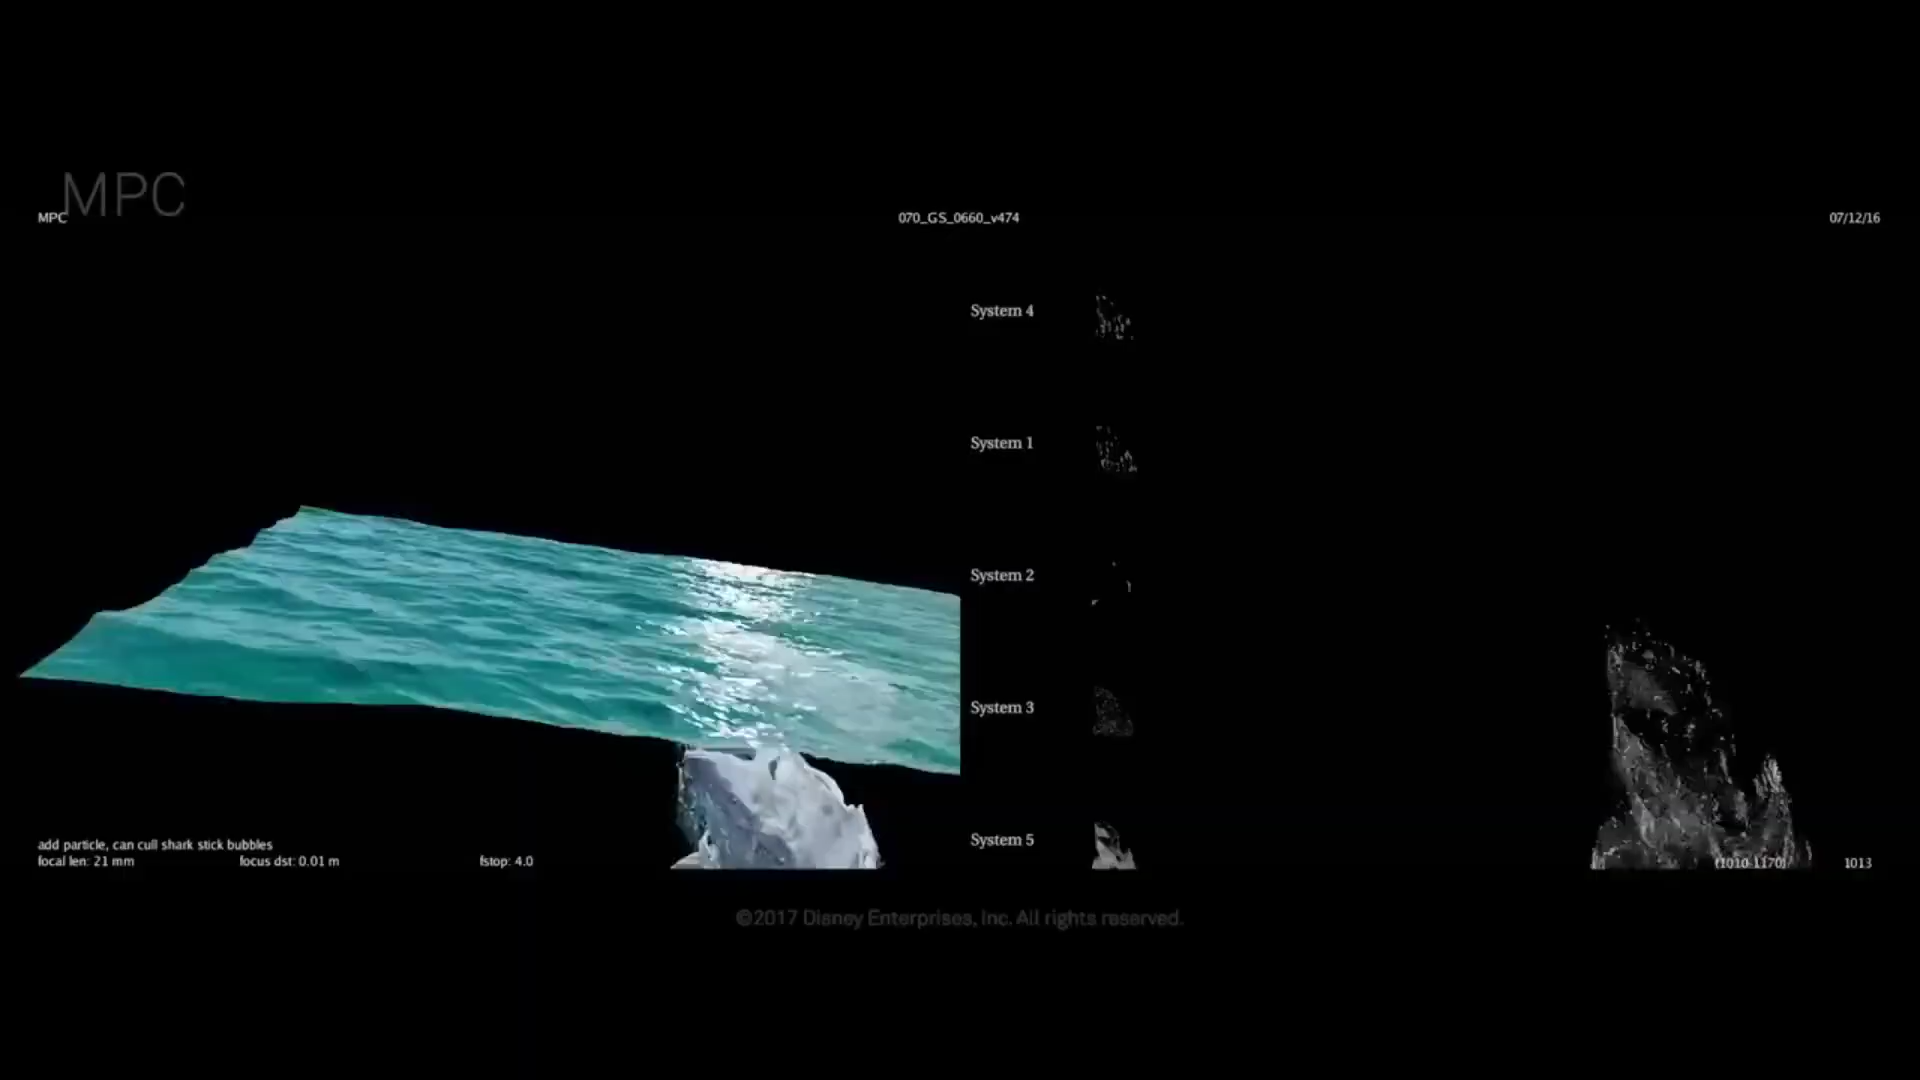 MPC
MPC
070_GS_0660_v474
07/12/16
System 4
System 1
System 2
System 3
System 5
add particle, can cull shark stick bubbles
focal len: 21 mm
focus dst: 0.01 m
fstop: 4.0
(1010-1170)
1013
©2017 Disney Enterprises, Inc. All rights reserved.